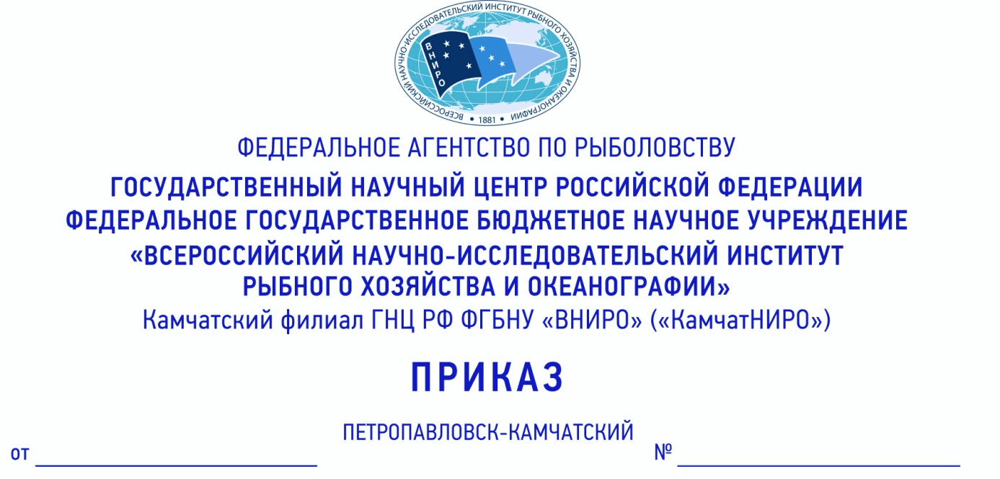 ВСЕРОССИЙСКИЙ НАУЧНО-ИССЛЕДОВАТЕЛЬСКИЙ ИНСТИТУТ РЫБНОГО ХОЗЯЙСТВА И ОКЕАНОГРАФИИ
• 1881 •
ВНИРО
ФЕДЕРАЛЬНОЕ АГЕНТСТВО ПО РЫБОЛОВСТВУ
ГОСУДАРСТВЕННЫЙ НАУЧНЫЙ ЦЕНТР РОССИЙСКОЙ ФЕДЕРАЦИИ
ФЕДЕРАЛЬНОЕ ГОСУДАРСТВЕННОЕ БЮДЖЕТНОЕ НАУЧНОЕ УЧРЕЖДЕНИЕ
«ВСЕРОССИЙСКИЙ НАУЧНО-ИССЛЕДОВАТЕЛЬСКИЙ ИНСТИТУТ
РЫБНОГО ХОЗЯЙСТВА И ОКЕАНОГРАФИИ»
Камчатский филиал ГНЦ РФ ФГБНУ «ВНИРО» («КамчатНИРО»)
ПРИКАЗ
ПЕТРОПАВЛОВСК-КАМЧАТСКИЙ
от ____________ № ____________